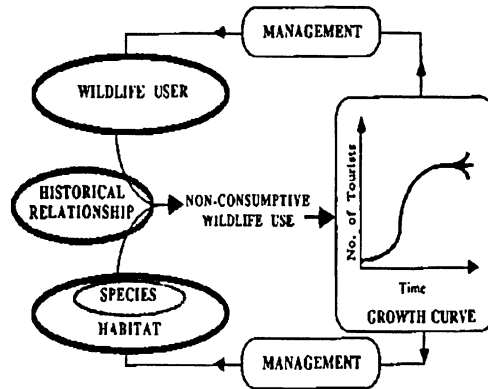 MANAGEMENT
WILDLIFE USER
HISTORICAL
RELATIONSHIP
NON-CONSUMPTIVE
WILDLIFE USE
No. of Tourists
Time
GROWTH CURVE
SPECIES
HABITAT
MANAGEMENT